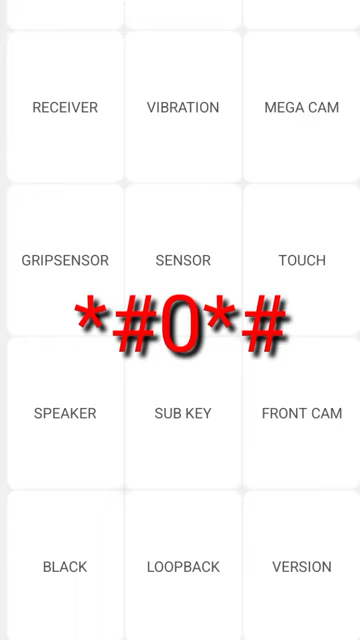 RECEIVER VIBRATION MEGA CAM
GRIPSENSOR SENSOR TOUCH
*#0*#
SPEAKER SUB KEY FRONT CAM
BLACK LOOPBACK VERSION